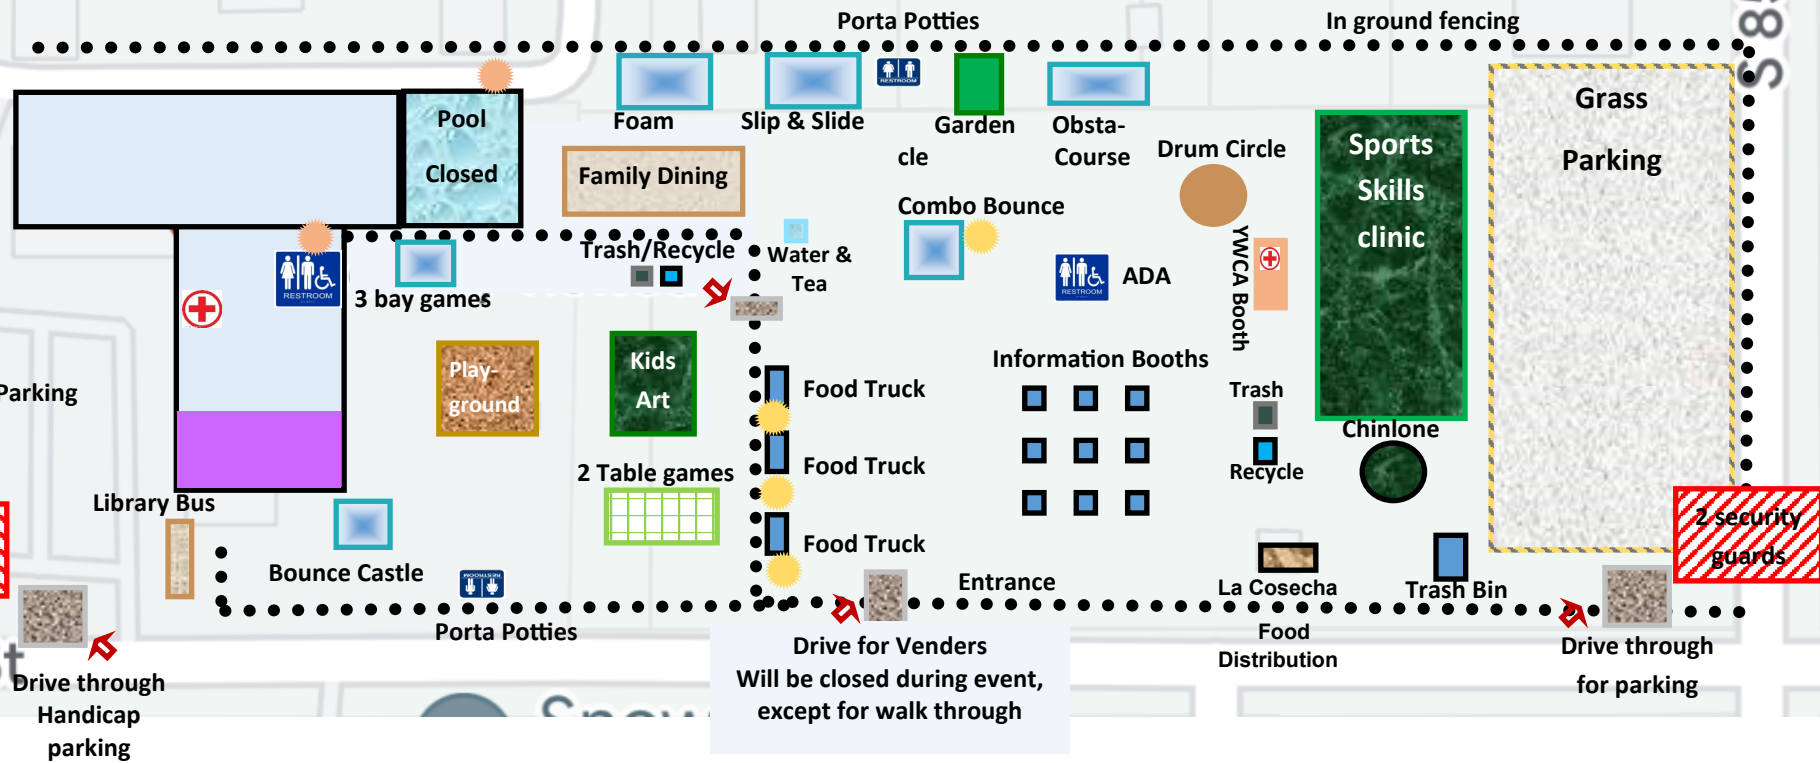 Porta Potties
In ground fencing
S 85
Pool
Closed
Foam
Slip & Slide
RESTROOM
Garden
Obsta-
cle
Course
Drum Circle
Sports
Skills
clinic
Grass
Parking
Family Dining
Combo Bounce
Trash/Recycle
Water &
Tea
RESTROOM
3 bay games
RESTROOM
ADA
YWCA Booth
Parking
Play-
ground
Kids
Art
Food Truck
Information Booths
Trash
Chinlone
Recycle
2 Table games
Food Truck
Library Bus
Food Truck
2 security
guards
Bounce Castle
RESTROOM
Entrance
La Cosecha
Trash Bin
Porta Potties
Food
Distribution
Drive for Venders
Will be closed during event,
except for walk through
Drive through
for parking
Drive through
Handicap
parking